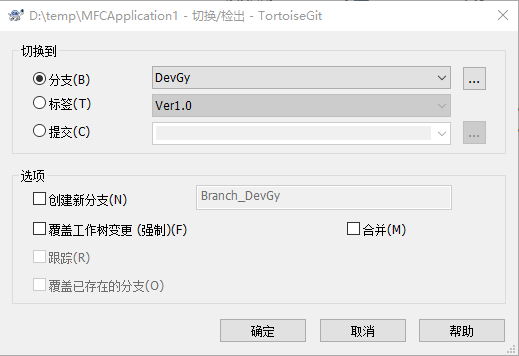 D:\temp\MFCApplication1 - 切换/检出 - TortoiseGit
切换到
分支(B) DevGy ...
标签(T) Ver1.0
提交(C) ...
选项
创建新分支(N) Branch_DevGy
覆盖工作树变更 (强制)(F) 合并(M)
跟踪(R)
覆盖已存在的分支(O)
确定 取消 帮助